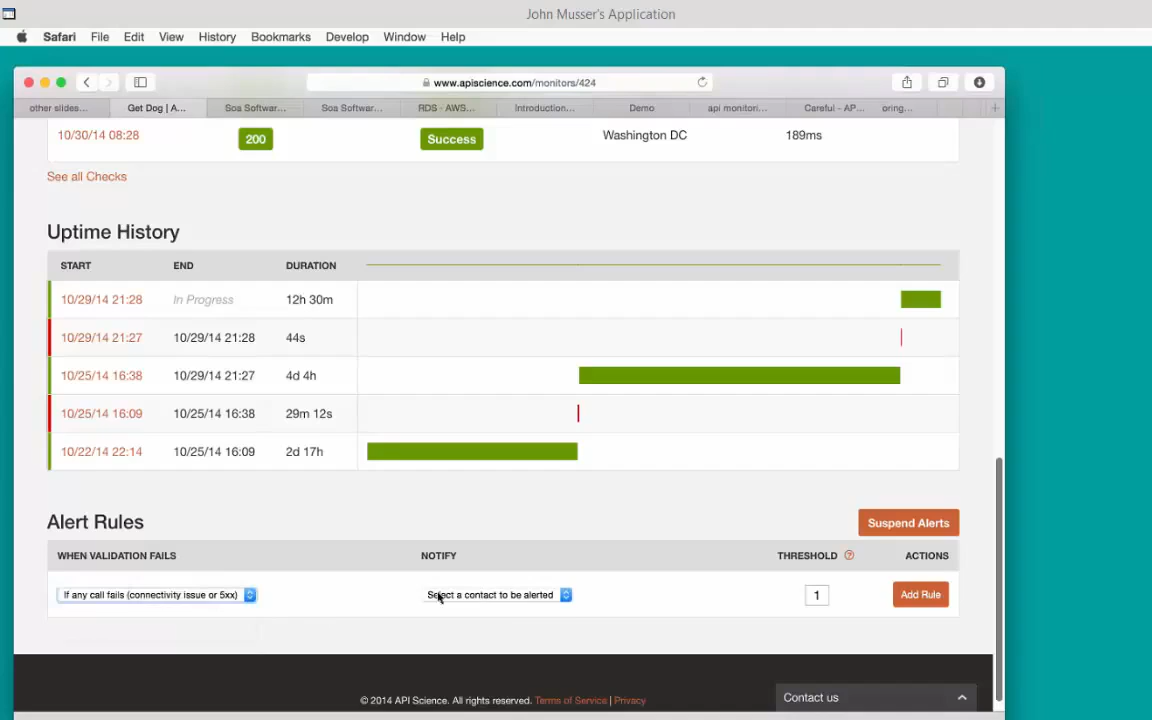 John Musser's Application
Safari File Edit View History Bookmarks Develop Window Help
www.apiscience.com/monitors/424
other slides... Get Dog | A... Soa Softwar... Soa Softwar... RDS - AWS... Introduction... Demo api monitori... Careful - AP... oring...
10/30/14 08:28 200 Success Washington DC 189ms
See all Checks
Uptime History
START END DURATION
10/29/14 21:28 In Progress 12h 30m
10/29/14 21:27 10/29/14 21:28 44s
10/25/14 16:38 10/29/14 21:27 4d 4h
10/25/14 16:09 10/25/14 16:38 29m 12s
10/22/14 22:14 10/25/14 16:09 2d 17h
Alert Rules Suspend Alerts
WHEN VALIDATION FAILS NOTIFY THRESHOLD ? ACTIONS
If any call fails (connectivity issue or 5xx) Select a contact to be alerted 1 Add Rule
© 2014 API Science. All rights reserved. Terms of Service | Privacy
Contact us